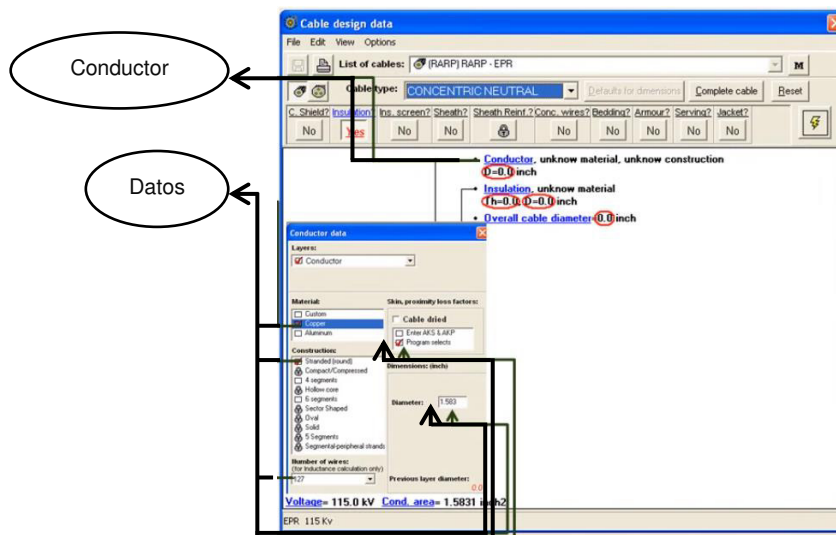 Cable design data
File Edit View Options
List of cables: (RARP) RARP - EPR M
Cable type: CONCENTRIC NEUTRAL Defaults for dimensions Complete cable Reset
C. Shield? Insulation? Ins. screen? Sheath? Sheath Reinf.? Conc. wires? Bedding? Armour? Serving? Jacket?
No Yes No No No No No No No
Conductor
Datos
Conductor, unknow material, unknow construction
D=0.0 inch
Insulation, unknow material
Th=0.0, D=0.0 inch
Overall cable diameter=0.0 inch
Conductor data
Layers:
Conductor
Material:
Custom
Copper
Aluminum
Skin, proximity loss factors:
Cable dried
Enter AKS & AKP
Program selects
Construction:
Stranded (round)
Compact/Compressed
4 segments
Hollow core
6 segments
Sector Shaped
Oval
Solid
5 Segments
Segmental-peripheral strands
Dimensions: (inch)
Diameter: 1.583
Number of wires:
(for Inductance calculation only)
127
Previous layer diameter:
0.0
Voltage= 115.0 kV Cond. area= 1.5831 inch2
EPR 115 Kv